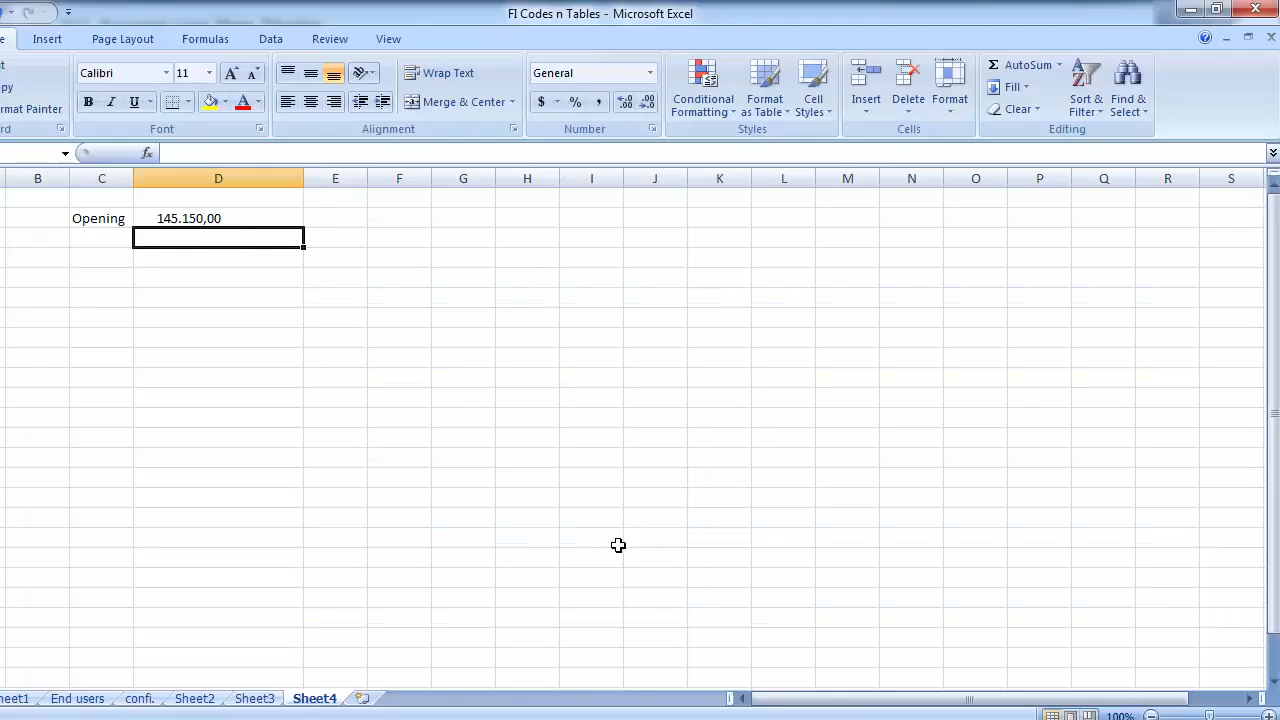 FI Codes n Tables - Microsoft Excel
Insert Page Layout Formulas Data Review View
Calibri 11 Wrap Text General AutoSum
Fill
B I U Merge & Center $ % , Conditional Formatting Format as Table Cell Styles Insert Delete Format Clear Sort & Filter Find & Select
Font Alignment Number Styles Cells Editing
fx
B C D E F G H I J K L M N O P Q R S
Opening 145.150,00
End users confi. Sheet2 Sheet3 Sheet4
100%